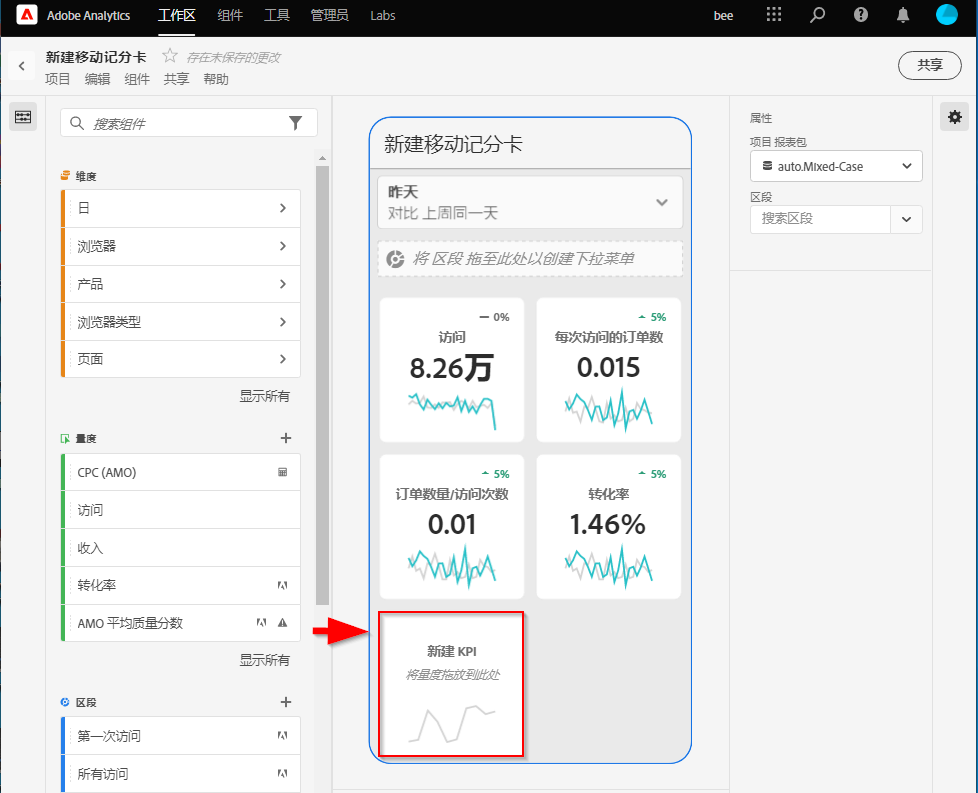 Adobe Analytics 工作区 组件 工具 管理员 Labs bee
新建移动记分卡 存在未保存的更改
项目 编辑 组件 共享 帮助
共享
搜索组件
维度
日
浏览器
产品
浏览器类型
页面
显示所有
量度
CPC (AMO)
访问
收入
转化率
AMO 平均质量分数
显示所有
区段
第一次访问
所有访问
新建移动记分卡
昨天
对比 上周同一天
将 区段 拖至此处以创建下拉菜单
0%
访问
8.26万
5%
每次访问的订单数
0.015
5%
订单数量/访问次数
0.01
5%
转化率
1.46%
新建 KPI
将量度拖放到此处
属性
项目 报表包
auto.Mixed-Case
区段
搜索区段